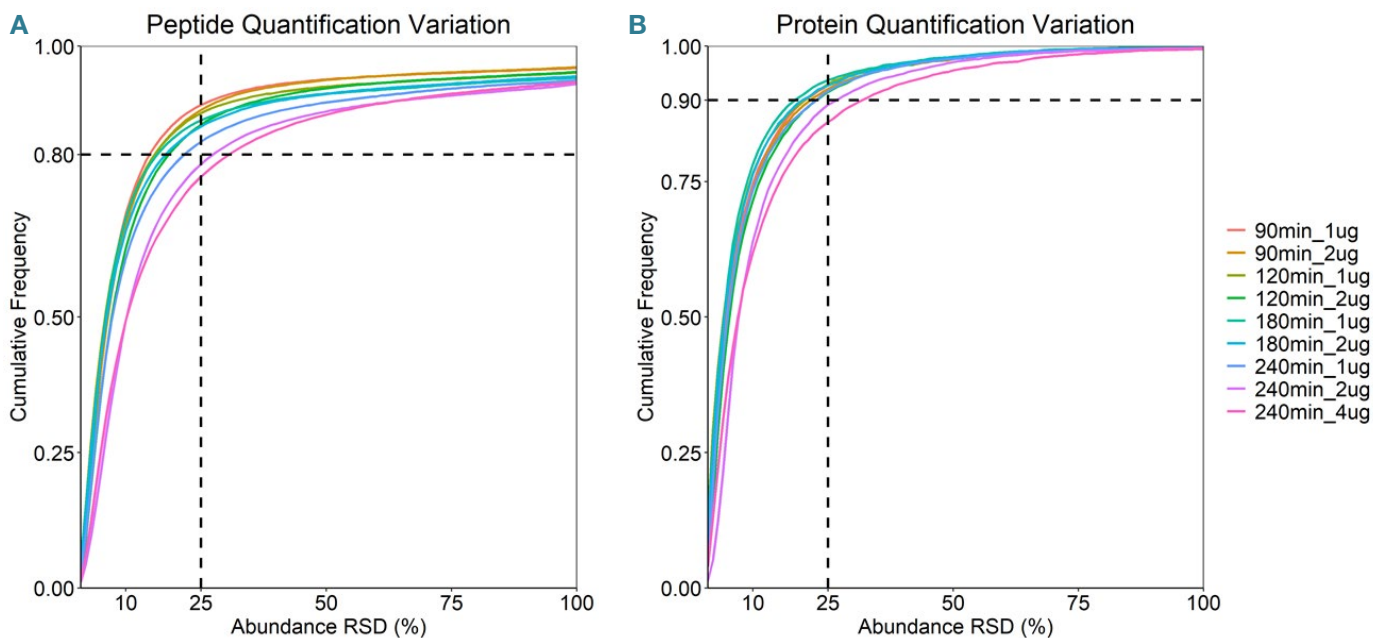 A
Peptide Quantification Variation
1.00
0.80
0.50
0.25
0.00
Cumulative Frequency
10
25
50
75
100
Abundance RSD (%)
B
Protein Quantification Variation
1.00
0.90
0.75
0.50
0.25
0.00
Cumulative Frequency
10
25
50
75
100
Abundance RSD (%)
90min_1ug
90min_2ug
120min_1ug
120min_2ug
180min_1ug
180min_2ug
240min_1ug
240min_2ug
240min_4ug